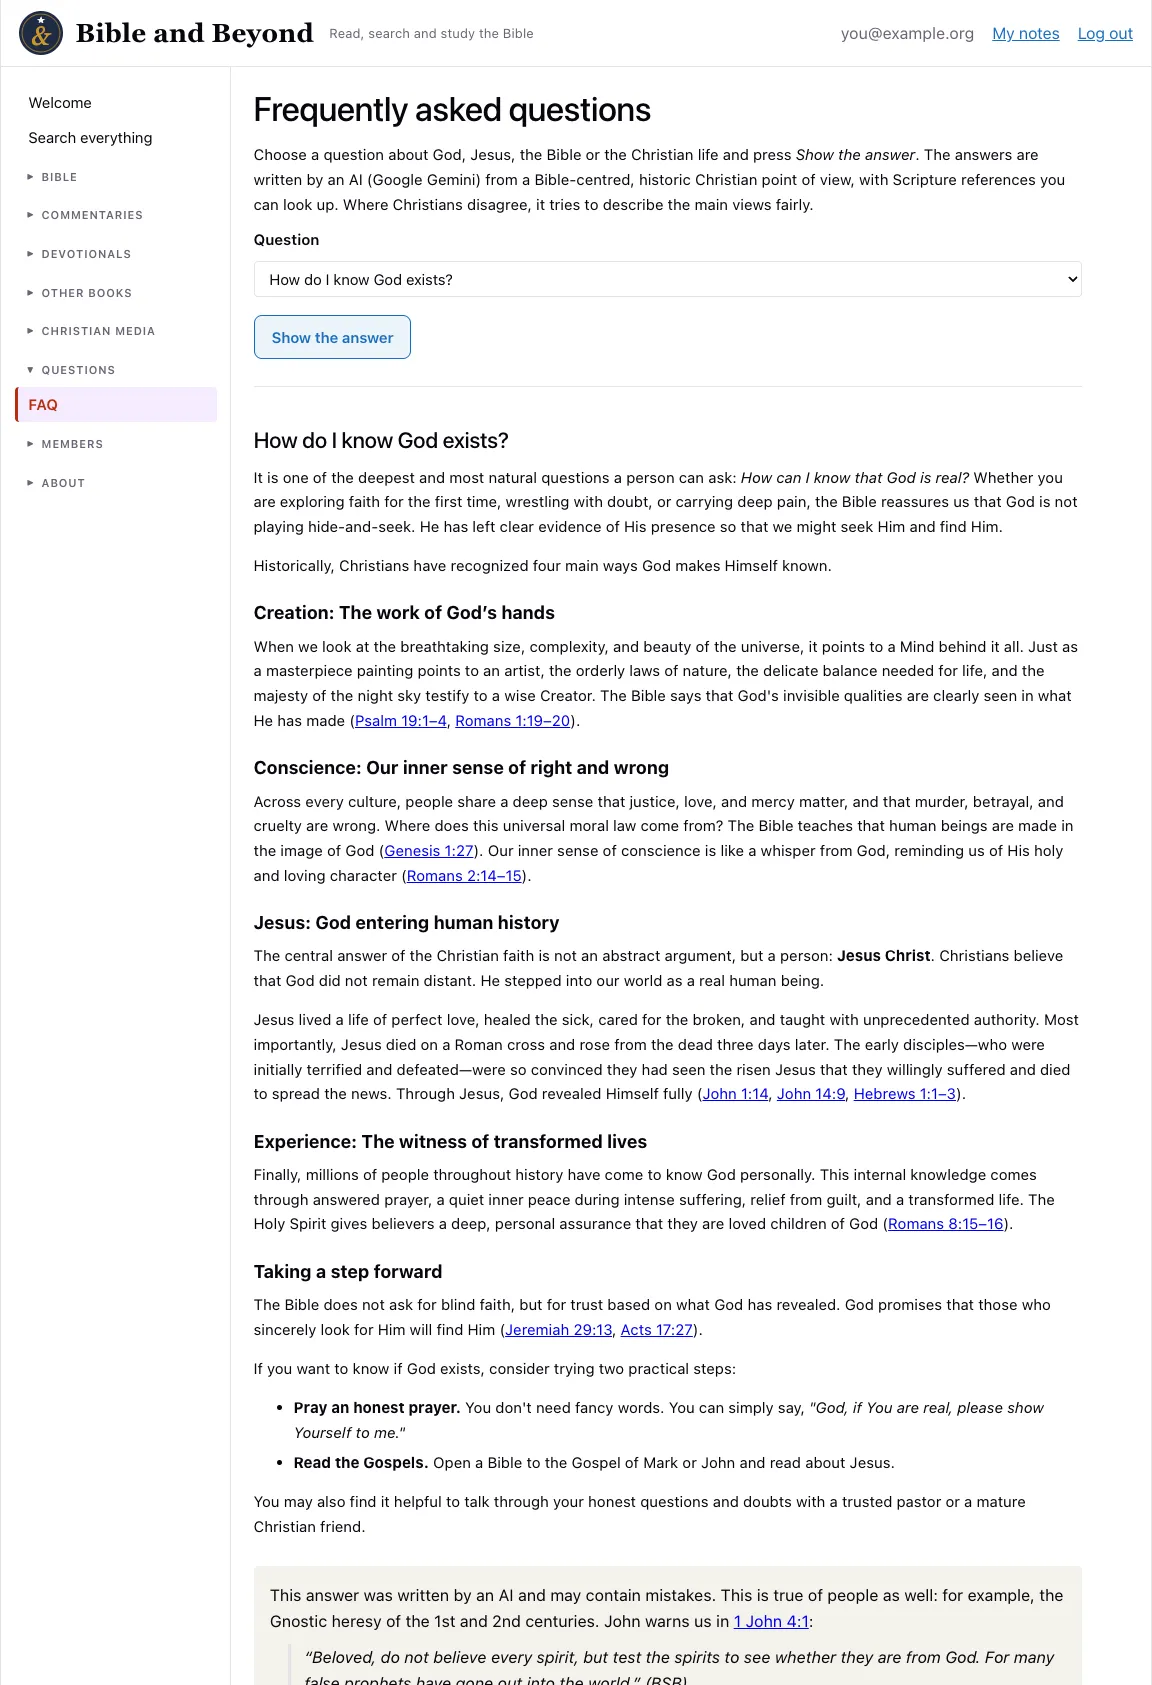 & Bible and Beyond Read, search and study the Bible you@example.org My notes Log out
Welcome
Search everything
BIBLE
COMMENTARIES
DEVOTIONALS
OTHER BOOKS
CHRISTIAN MEDIA
QUESTIONS
FAQ
MEMBERS
ABOUT
Frequently asked questions
Choose a question about God, Jesus, the Bible or the Christian life and press Show the answer. The answers are
written by an AI (Google Gemini) from a Bible-centred, historic Christian point of view, with Scripture references you
can look up. Where Christians disagree, it tries to describe the main views fairly.
Question
How do I know God exists?
Show the answer
How do I know God exists?
It is one of the deepest and most natural questions a person can ask: How can I know that God is real? Whether you
are exploring faith for the first time, wrestling with doubt, or carrying deep pain, the Bible reassures us that God is not
playing hide-and-seek. He has left clear evidence of His presence so that we might seek Him and find Him.
Historically, Christians have recognized four main ways God makes Himself known.
Creation: The work of God’s hands
When we look at the breathtaking size, complexity, and beauty of the universe, it points to a Mind behind it all. Just as
a masterpiece painting points to an artist, the orderly laws of nature, the delicate balance needed for life, and the
majesty of the night sky testify to a wise Creator. The Bible says that God's invisible qualities are clearly seen in what
He has made (Psalm 19:1–4, Romans 1:19–20).
Conscience: Our inner sense of right and wrong
Across every culture, people share a deep sense that justice, love, and mercy matter, and that murder, betrayal, and
cruelty are wrong. Where does this universal moral law come from? The Bible teaches that human beings are made in
the image of God (Genesis 1:27). Our inner sense of conscience is like a whisper from God, reminding us of His holy
and loving character (Romans 2:14–15).
Jesus: God entering human history
The central answer of the Christian faith is not an abstract argument, but a person: Jesus Christ. Christians believe
that God did not remain distant. He stepped into our world as a real human being.
Jesus lived a life of perfect love, healed the sick, cared for the broken, and taught with unprecedented authority. Most
importantly, Jesus died on a Roman cross and rose from the dead three days later. The early disciples—who were
initially terrified and defeated—were so convinced they had seen the risen Jesus that they willingly suffered and died
to spread the news. Through Jesus, God revealed Himself fully (John 1:14, John 14:9, Hebrews 1:1–3).
Experience: The witness of transformed lives
Finally, millions of people throughout history have come to know God personally. This internal knowledge comes
through answered prayer, a quiet inner peace during intense suffering, relief from guilt, and a transformed life. The
Holy Spirit gives believers a deep, personal assurance that they are loved children of God (Romans 8:15–16).
Taking a step forward
The Bible does not ask for blind faith, but for trust based on what God has revealed. God promises that those who
sincerely look for Him will find Him (Jeremiah 29:13, Acts 17:27).
If you want to know if God exists, consider trying two practical steps:
• Pray an honest prayer. You don't need fancy words. You can simply say, "God, if You are real, please show
Yourself to me."
• Read the Gospels. Open a Bible to the Gospel of Mark or John and read about Jesus.
You may also find it helpful to talk through your honest questions and doubts with a trusted pastor or a mature
Christian friend.
This answer was written by an AI and may contain mistakes. This is true of people as well: for example, the
Gnostic heresy of the 1st and 2nd centuries. John warns us in 1 John 4:1:
“Beloved, do not believe every spirit, but test the spirits to see whether they are from God. For many
false prophets have gone out into the world.” (BSB)